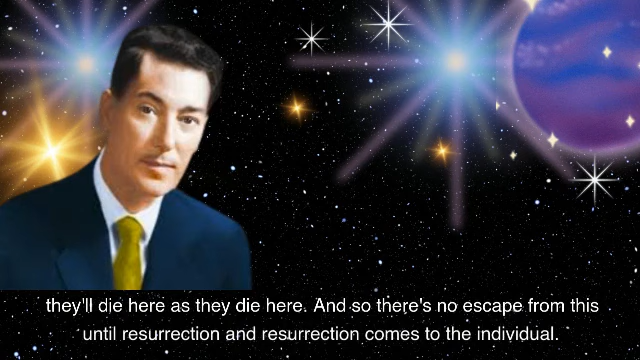 they'll die here as they die here. And so there's no escape from this
until resurrection and resurrection comes to the individual.